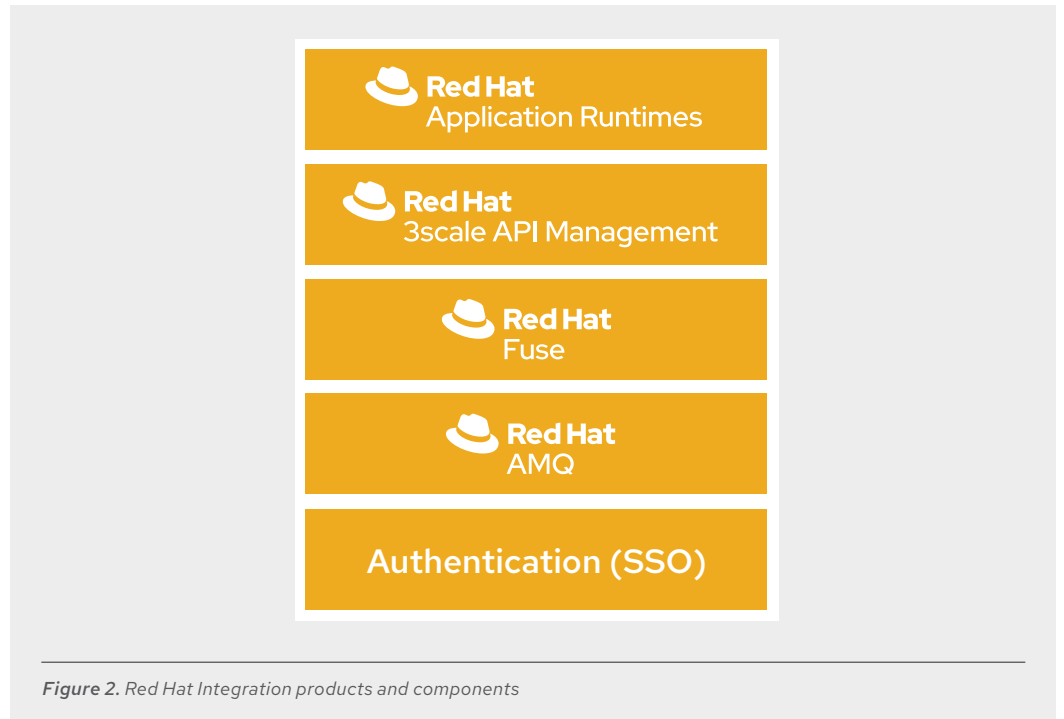 Red Hat
Application Runtimes
Red Hat
3scale API Management
Red Hat
Fuse
Red Hat
AMQ
Authentication (SSO)
Figure 2. Red Hat Integration products and components